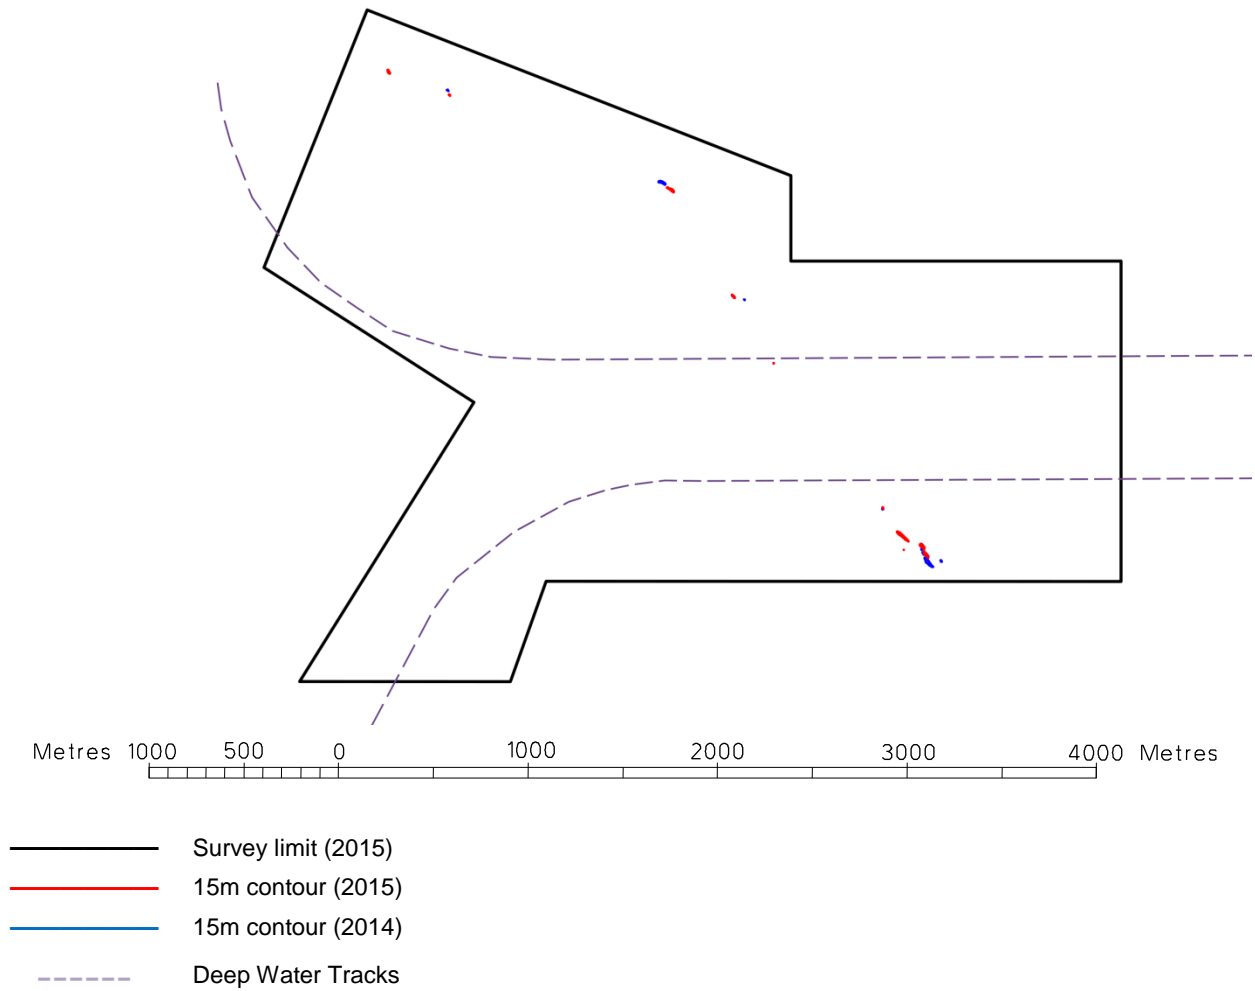 Metres 1000 500 0 1000 2000 3000 4000 Metres
Survey limit (2015)
15m contour (2015)
15m contour (2014)
Deep Water Tracks